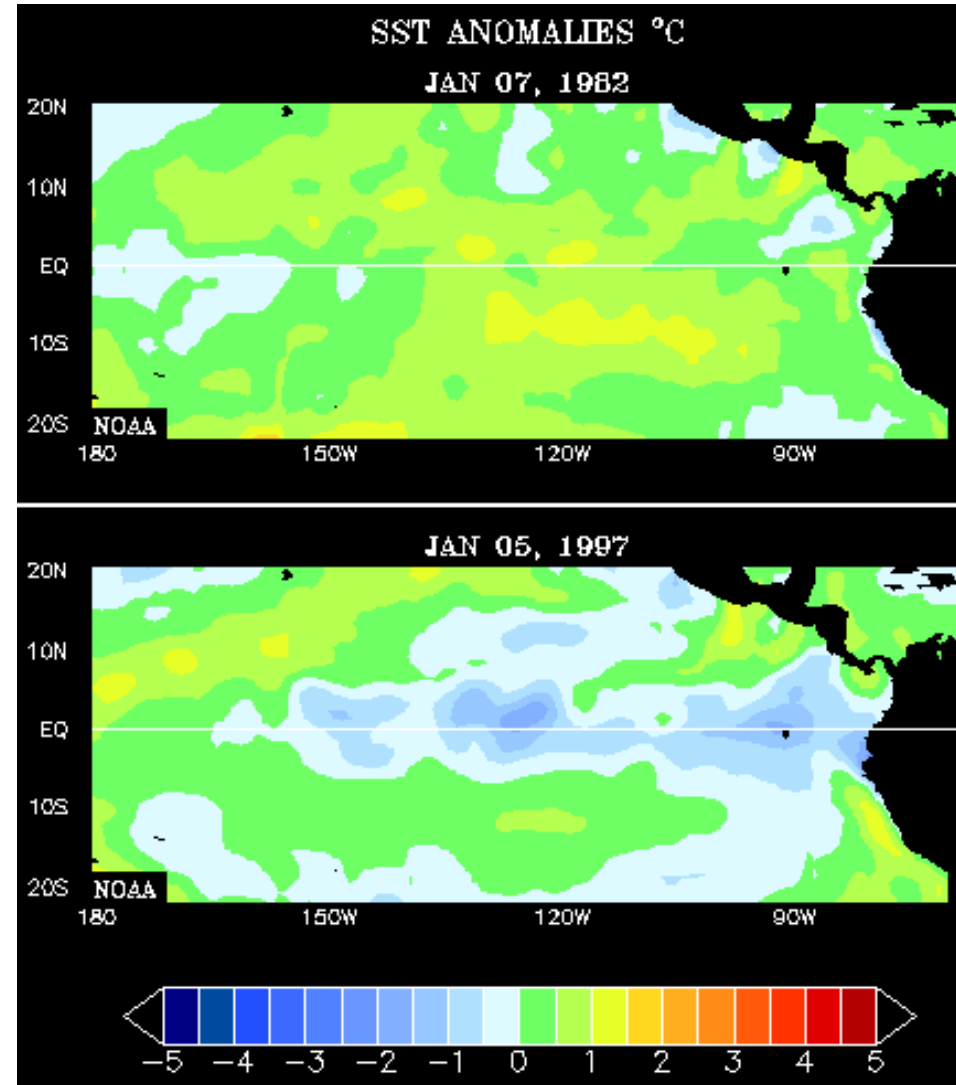 SST ANOMALIES °C
JAN 07, 1982
20N
10N
EQ
10S
20S NOAA
180 150W 120W 90W
JAN 05, 1997
20N
10N
EQ
10S
20S NOAA
180 150W 120W 90W
-5 -4 -3 -2 -1 0 1 2 3 4 5